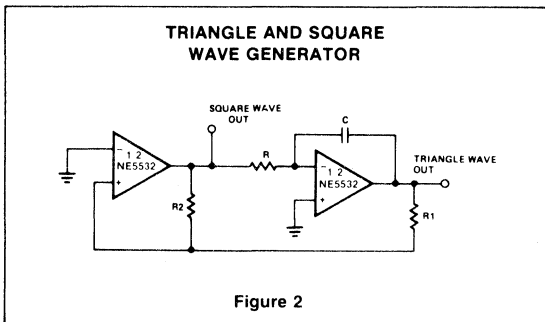 TRIANGLE AND SQUARE
WAVE GENERATOR
SQUARE WAVE
OUT
C
R
TRIANGLE WAVE
OUT
−
1 2
NE5532
+
−
1 2
NE5532
+
R2
R1
Figure 2